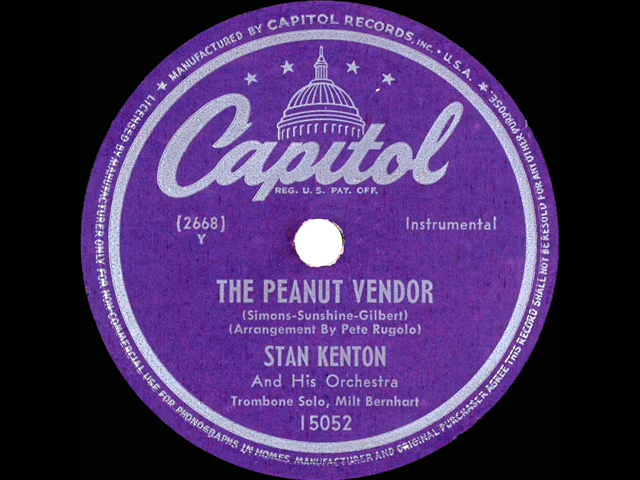 MANUFACTURED BY CAPITOL RECORDS, INC. U.S.A.
Capitol
REG. U. S. PAT. OFF.
(2668) Instrumental
Y
THE PEANUT VENDOR
(Simons-Sunshine-Gilbert)
(Arrangement By Pete Rugolo)
STAN KENTON
And His Orchestra
Trombone Solo, Milt Bernhart
15052
LICENSED BY MANUFACTURER ONLY FOR NON-COMMERCIAL USE FOR PHONOGRAPHS IN HOMES. MANUFACTURER AND ORIGINAL PURCHASER AGREE THIS RECORD SHALL NOT BE RESOLD FOR ANY OTHER PURPOSE.